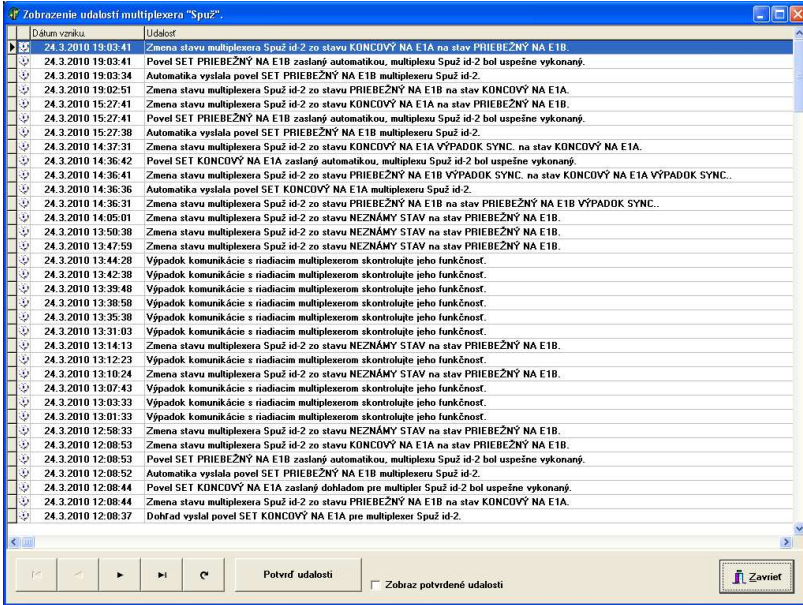 Zobrazenie udalostí multiplexera "Spuž".
Dátum vzniku. Udalosť
24.3.2010 19:03:41 Zmena stavu multiplexera Spuž id-2 zo stavu KONCOVÝ NA E1A na stav PRIEBEŽNÝ NA E1B.
24.3.2010 19:03:41 Povel SET PRIEBEŽNÝ NA E1B zaslaný automatikou, multiplexu Spuž id-2 bol uspešne vykonaný.
24.3.2010 19:03:34 Automatika vyslala povel SET PRIEBEŽNÝ NA E1B multiplexeru Spuž id-2.
24.3.2010 19:02:51 Zmena stavu multiplexera Spuž id-2 zo stavu PRIEBEŽNÝ NA E1B na stav KONCOVÝ NA E1A.
24.3.2010 15:27:41 Zmena stavu multiplexera Spuž id-2 zo stavu KONCOVÝ NA E1A na stav PRIEBEŽNÝ NA E1B.
24.3.2010 15:27:41 Povel SET PRIEBEŽNÝ NA E1B zaslaný automatikou, multiplexu Spuž id-2 bol uspešne vykonaný.
24.3.2010 15:27:38 Automatika vyslala povel SET PRIEBEŽNÝ NA E1B multiplexeru Spuž id-2.
24.3.2010 14:37:31 Zmena stavu multiplexera Spuž id-2 zo stavu KONCOVÝ NA E1A VÝPADOK SYNC. na stav KONCOVÝ NA E1A.
24.3.2010 14:36:42 Povel SET KONCOVÝ NA E1A zaslaný automatikou, multiplexu Spuž id-2 bol uspešne vykonaný.
24.3.2010 14:36:41 Zmena stavu multiplexera Spuž id-2 zo stavu PRIEBEŽNÝ NA E1B VÝPADOK SYNC. na stav KONCOVÝ NA E1A VÝPADOK SYNC..
24.3.2010 14:36:36 Automatika vyslala povel SET KONCOVÝ NA E1A multiplexeru Spuž id-2.
24.3.2010 14:36:31 Zmena stavu multiplexera Spuž id-2 zo stavu PRIEBEŽNÝ NA E1B na stav PRIEBEŽNÝ NA E1B VÝPADOK SYNC..
24.3.2010 14:05:01 Zmena stavu multiplexera Spuž id-2 zo stavu NEZNÁMY STAV na stav PRIEBEŽNÝ NA E1B.
24.3.2010 13:50:38 Zmena stavu multiplexera Spuž id-2 zo stavu NEZNÁMY STAV na stav PRIEBEŽNÝ NA E1B.
24.3.2010 13:47:59 Zmena stavu multiplexera Spuž id-2 zo stavu NEZNÁMY STAV na stav PRIEBEŽNÝ NA E1B.
24.3.2010 13:44:28 Výpadok komunikácie s riadiacim multiplexerom skontrolujte jeho funkčnosť.
24.3.2010 13:42:38 Výpadok komunikácie s riadiacim multiplexerom skontrolujte jeho funkčnosť.
24.3.2010 13:39:48 Výpadok komunikácie s riadiacim multiplexerom skontrolujte jeho funkčnosť.
24.3.2010 13:38:58 Výpadok komunikácie s riadiacim multiplexerom skontrolujte jeho funkčnosť.
24.3.2010 13:35:38 Výpadok komunikácie s riadiacim multiplexerom skontrolujte jeho funkčnosť.
24.3.2010 13:31:03 Výpadok komunikácie s riadiacim multiplexerom skontrolujte jeho funkčnosť.
24.3.2010 13:14:13 Zmena stavu multiplexera Spuž id-2 zo stavu NEZNÁMY STAV na stav PRIEBEŽNÝ NA E1B.
24.3.2010 13:12:23 Výpadok komunikácie s riadiacim multiplexerom skontrolujte jeho funkčnosť.
24.3.2010 13:10:24 Zmena stavu multiplexera Spuž id-2 zo stavu NEZNÁMY STAV na stav PRIEBEŽNÝ NA E1B.
24.3.2010 13:07:43 Výpadok komunikácie s riadiacim multiplexerom skontrolujte jeho funkčnosť.
24.3.2010 13:03:33 Výpadok komunikácie s riadiacim multiplexerom skontrolujte jeho funkčnosť.
24.3.2010 13:01:33 Výpadok komunikácie s riadiacim multiplexerom skontrolujte jeho funkčnosť.
24.3.2010 12:58:33 Zmena stavu multiplexera Spuž id-2 zo stavu NEZNÁMY STAV na stav PRIEBEŽNÝ NA E1B.
24.3.2010 12:08:53 Zmena stavu multiplexera Spuž id-2 zo stavu KONCOVÝ NA E1A na stav PRIEBEŽNÝ NA E1B.
24.3.2010 12:08:53 Povel SET PRIEBEŽNÝ NA E1B zaslaný automatikou, multiplexu Spuž id-2 bol uspešne vykonaný.
24.3.2010 12:08:52 Automatika vyslala povel SET PRIEBEŽNÝ NA E1B multiplexeru Spuž id-2.
24.3.2010 12:08:44 Povel SET KONCOVÝ NA E1A zaslaný dohladom pre multipler Spuž id-2 bol uspešne vykonaný.
24.3.2010 12:08:44 Zmena stavu multiplexera Spuž id-2 zo stavu PRIEBEŽNÝ NA E1B na stav KONCOVÝ NA E1A.
24.3.2010 12:08:37 Dohľad vyslal povel SET KONCOVÝ NA E1A pre multiplexer Spuž id-2.
Potvrď udalosti
Zobraz potvrdené udalosti
Zavrieť